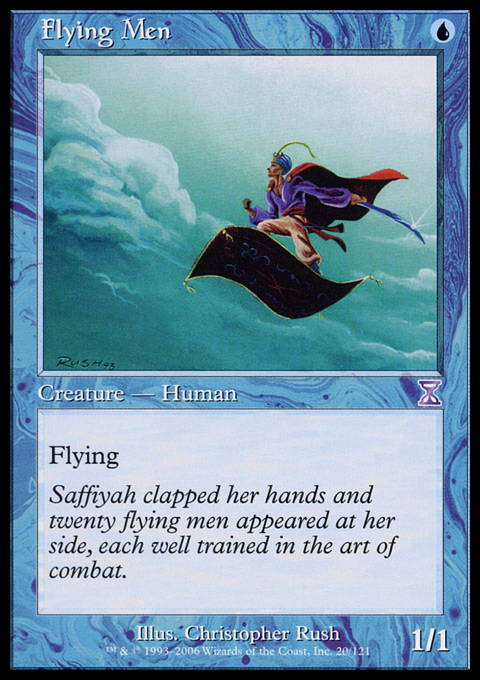 Flying Men
RUSH 93
Creature — Human
Flying
Saffiyah clapped her hands and
twenty flying men appeared at her
side, each well trained in the art of
combat.
Illus. Christopher Rush
1/1
™ & © 1993–2006 Wizards of the Coast, Inc. 20/121